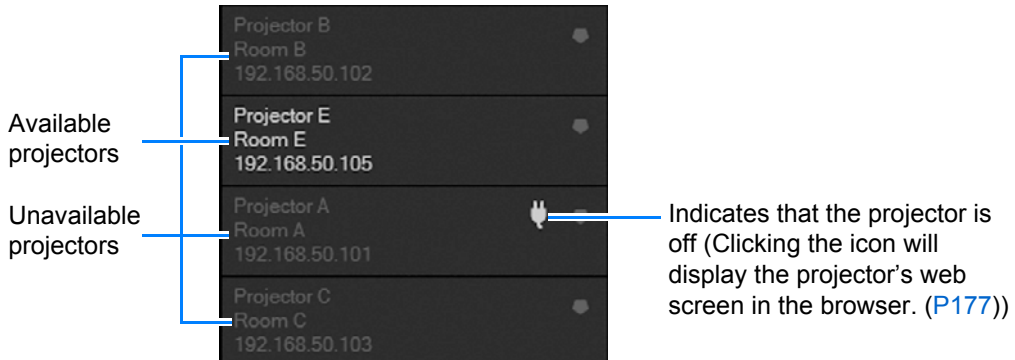 Projector B
Room B
192.168.50.102
Available
projectors
Projector E
Room E
192.168.50.105
Unavailable
projectors
Projector A
Room A
192.168.50.101
Indicates that the projector is
off (Clicking the icon will
display the projector's web
screen in the browser. (P177))
Projector C
Room C
192.168.50.103